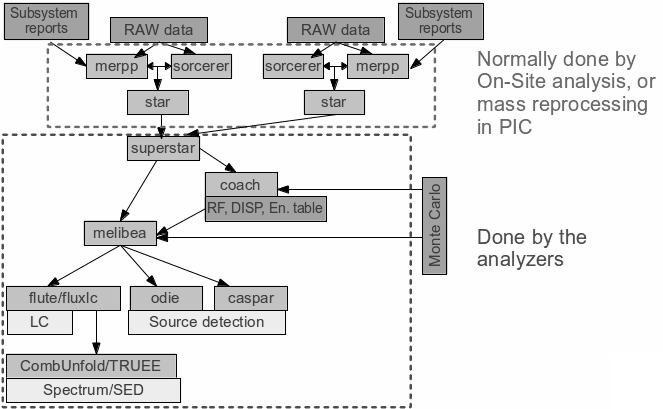 Subsystem
reports
RAW data
RAW data
Subsystem
reports
merpp
sorcerer
sorcerer
merpp
star
star
Normally done by
On-Site analysis, or
mass reprocessing
in PIC
superstar
coach
RF, DISP, En. table
Monte Carlo
melibea
Done by the
analyzers
flute/fluxlc
odie
caspar
LC
Source detection
CombUnfold/TRUEE
Spectrum/SED